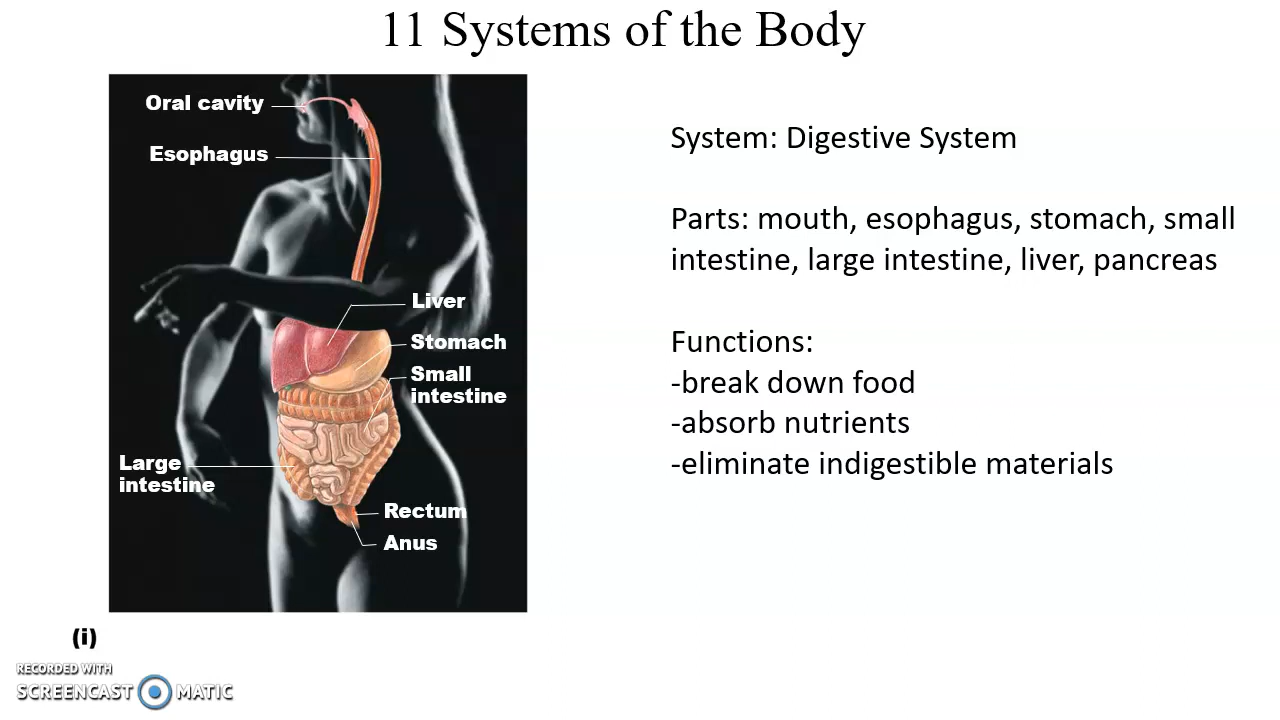 11 Systems of the Body
Oral cavity
Esophagus
Liver
Stomach
Small
intestine
Large
intestine
Rectum
Anus
(i)
System: Digestive System
Parts: mouth, esophagus, stomach, small
intestine, large intestine, liver, pancreas
Functions:
-break down food
-absorb nutrients
-eliminate indigestible materials
RECORDED WITH
SCREENCAST MATIC